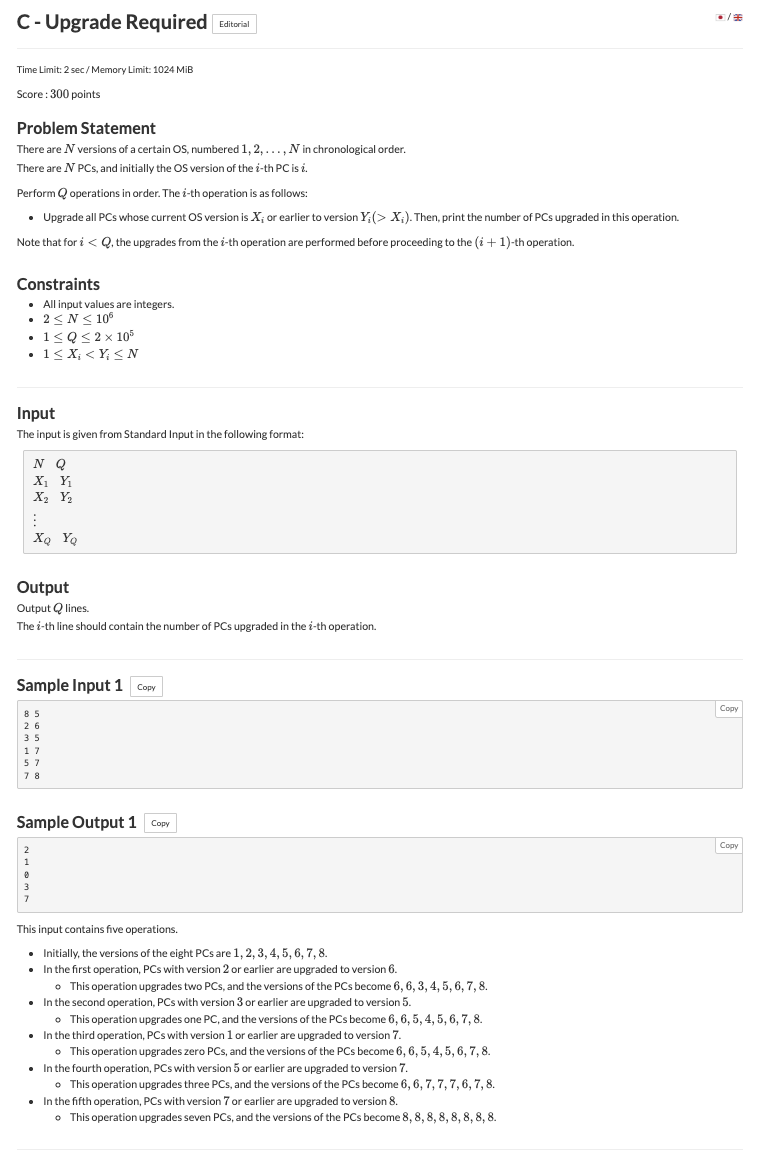 C - Upgrade Required Editorial
/
Time Limit: 2 sec / Memory Limit: 1024 MiB
Score : 300 points
Problem Statement
There are N versions of a certain OS, numbered 1, 2, . . . , N in chronological order.
There are N PCs, and initially the OS version of the i-th PC is i.
Perform Q operations in order. The i-th operation is as follows:
• Upgrade all PCs whose current OS version is X_i or earlier to version Y_i(> X_i). Then, print the number of PCs upgraded in this operation.
Note that for i < Q, the upgrades from the i-th operation are performed before proceeding to the (i + 1)-th operation.
Constraints
• All input values are integers.
• 2 ≤ N ≤ 10^6
• 1 ≤ Q ≤ 2 × 10^5
• 1 ≤ X_i < Y_i ≤ N
Input
The input is given from Standard Input in the following format:
N Q
X_1 Y_1
X_2 Y_2
⋮
X_Q Y_Q
Output
Output Q lines.
The i-th line should contain the number of PCs upgraded in the i-th operation.
Sample Input 1 Copy
Copy
8 5
2 6
3 5
1 7
5 7
7 8
Sample Output 1 Copy
Copy
2
1
0
3
7
This input contains five operations.
• Initially, the versions of the eight PCs are 1, 2, 3, 4, 5, 6, 7, 8.
• In the first operation, PCs with version 2 or earlier are upgraded to version 6.
○ This operation upgrades two PCs, and the versions of the PCs become 6, 6, 3, 4, 5, 6, 7, 8.
• In the second operation, PCs with version 3 or earlier are upgraded to version 5.
○ This operation upgrades one PC, and the versions of the PCs become 6, 6, 5, 4, 5, 6, 7, 8.
• In the third operation, PCs with version 1 or earlier are upgraded to version 7.
○ This operation upgrades zero PCs, and the versions of the PCs become 6, 6, 5, 4, 5, 6, 7, 8.
• In the fourth operation, PCs with version 5 or earlier are upgraded to version 7.
○ This operation upgrades three PCs, and the versions of the PCs become 6, 6, 7, 7, 7, 6, 7, 8.
• In the fifth operation, PCs with version 7 or earlier are upgraded to version 8.
○ This operation upgrades seven PCs, and the versions of the PCs become 8, 8, 8, 8, 8, 8, 8, 8.